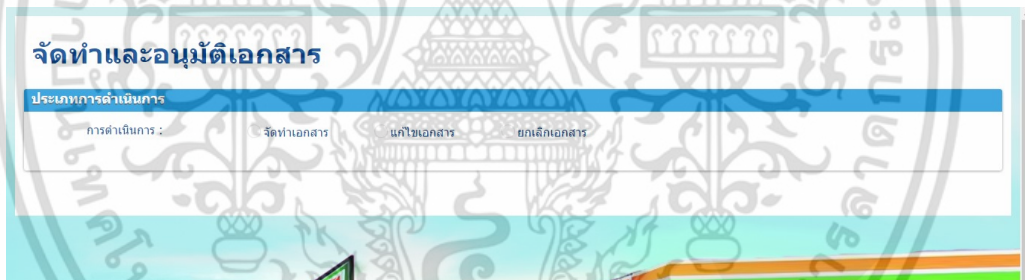 จัดทำและอนุมัติเอกสาร
ประเภทการดำเนินการ
การดำเนินการ : จัดทำเอกสาร แก้ไขเอกสาร ยกเลิกเอกสาร